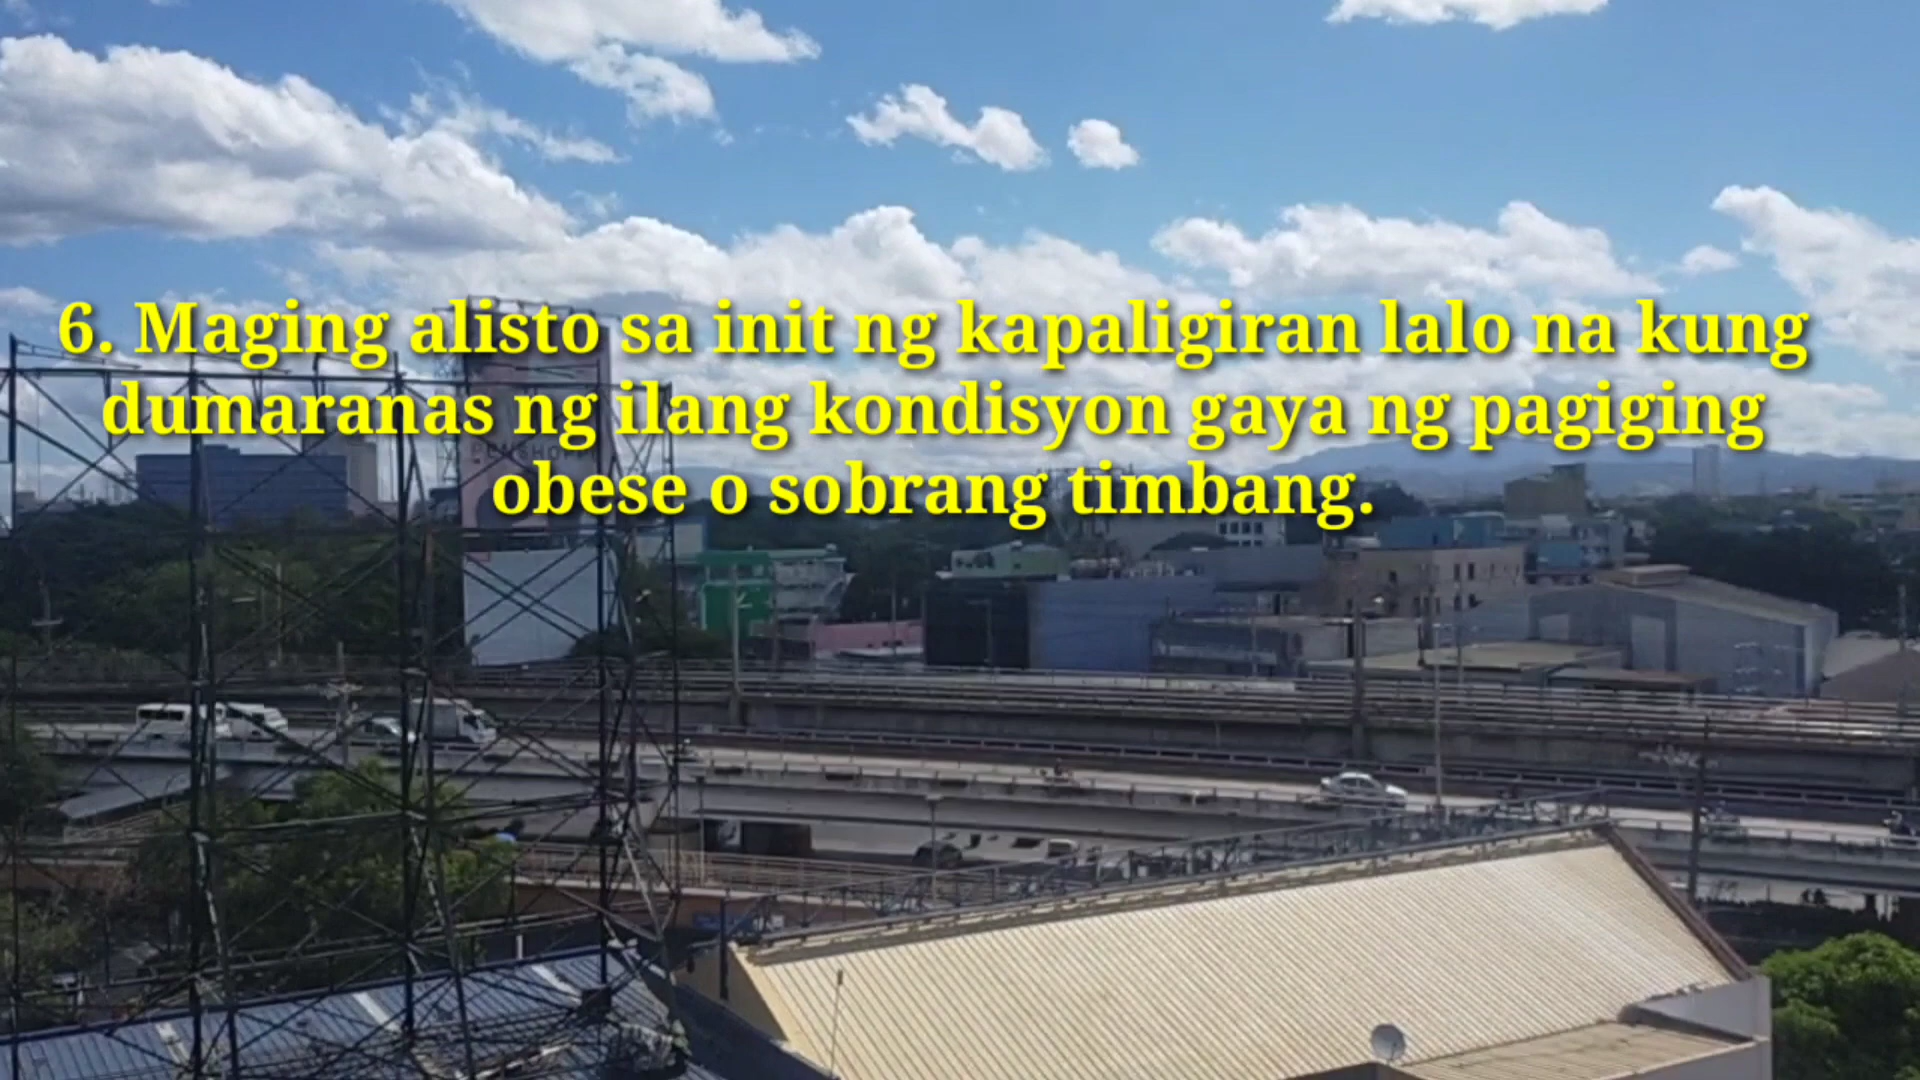 6. Maging alisto sa init ng kapaligiran lalo na kung
dumaranas ng ilang kondisyon gaya ng pagiging
obese o sobrang timbang.